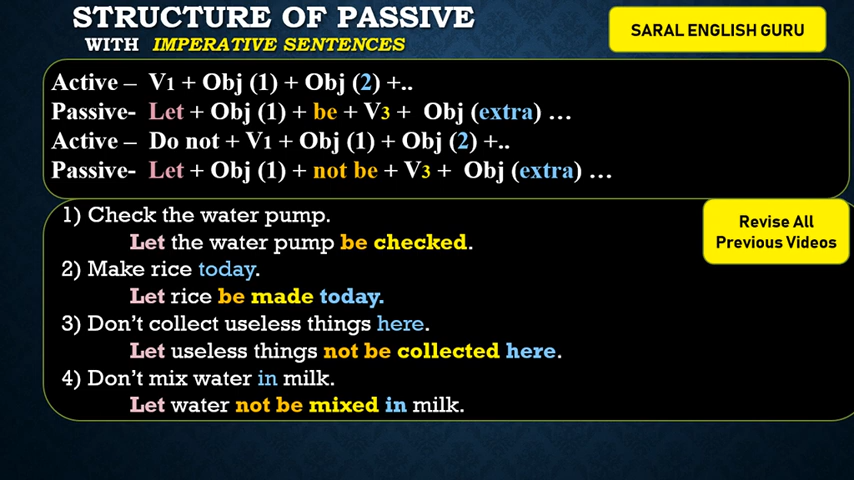 STRUCTURE OF PASSIVE
WITH IMPERATIVE SENTENCES
SARAL ENGLISH GURU
Active – V1 + Obj (1) + Obj (2) +..
Passive- Let + Obj (1) + be + V3 + Obj (extra) …
Active – Do not + V1 + Obj (1) + Obj (2) +..
Passive- Let + Obj (1) + not be + V3 + Obj (extra) …
Revise All
Previous Videos
1) Check the water pump.
Let the water pump be checked.
2) Make rice today.
Let rice be made today.
3) Don’t collect useless things here.
Let useless things not be collected here.
4) Don’t mix water in milk.
Let water not be mixed in milk.